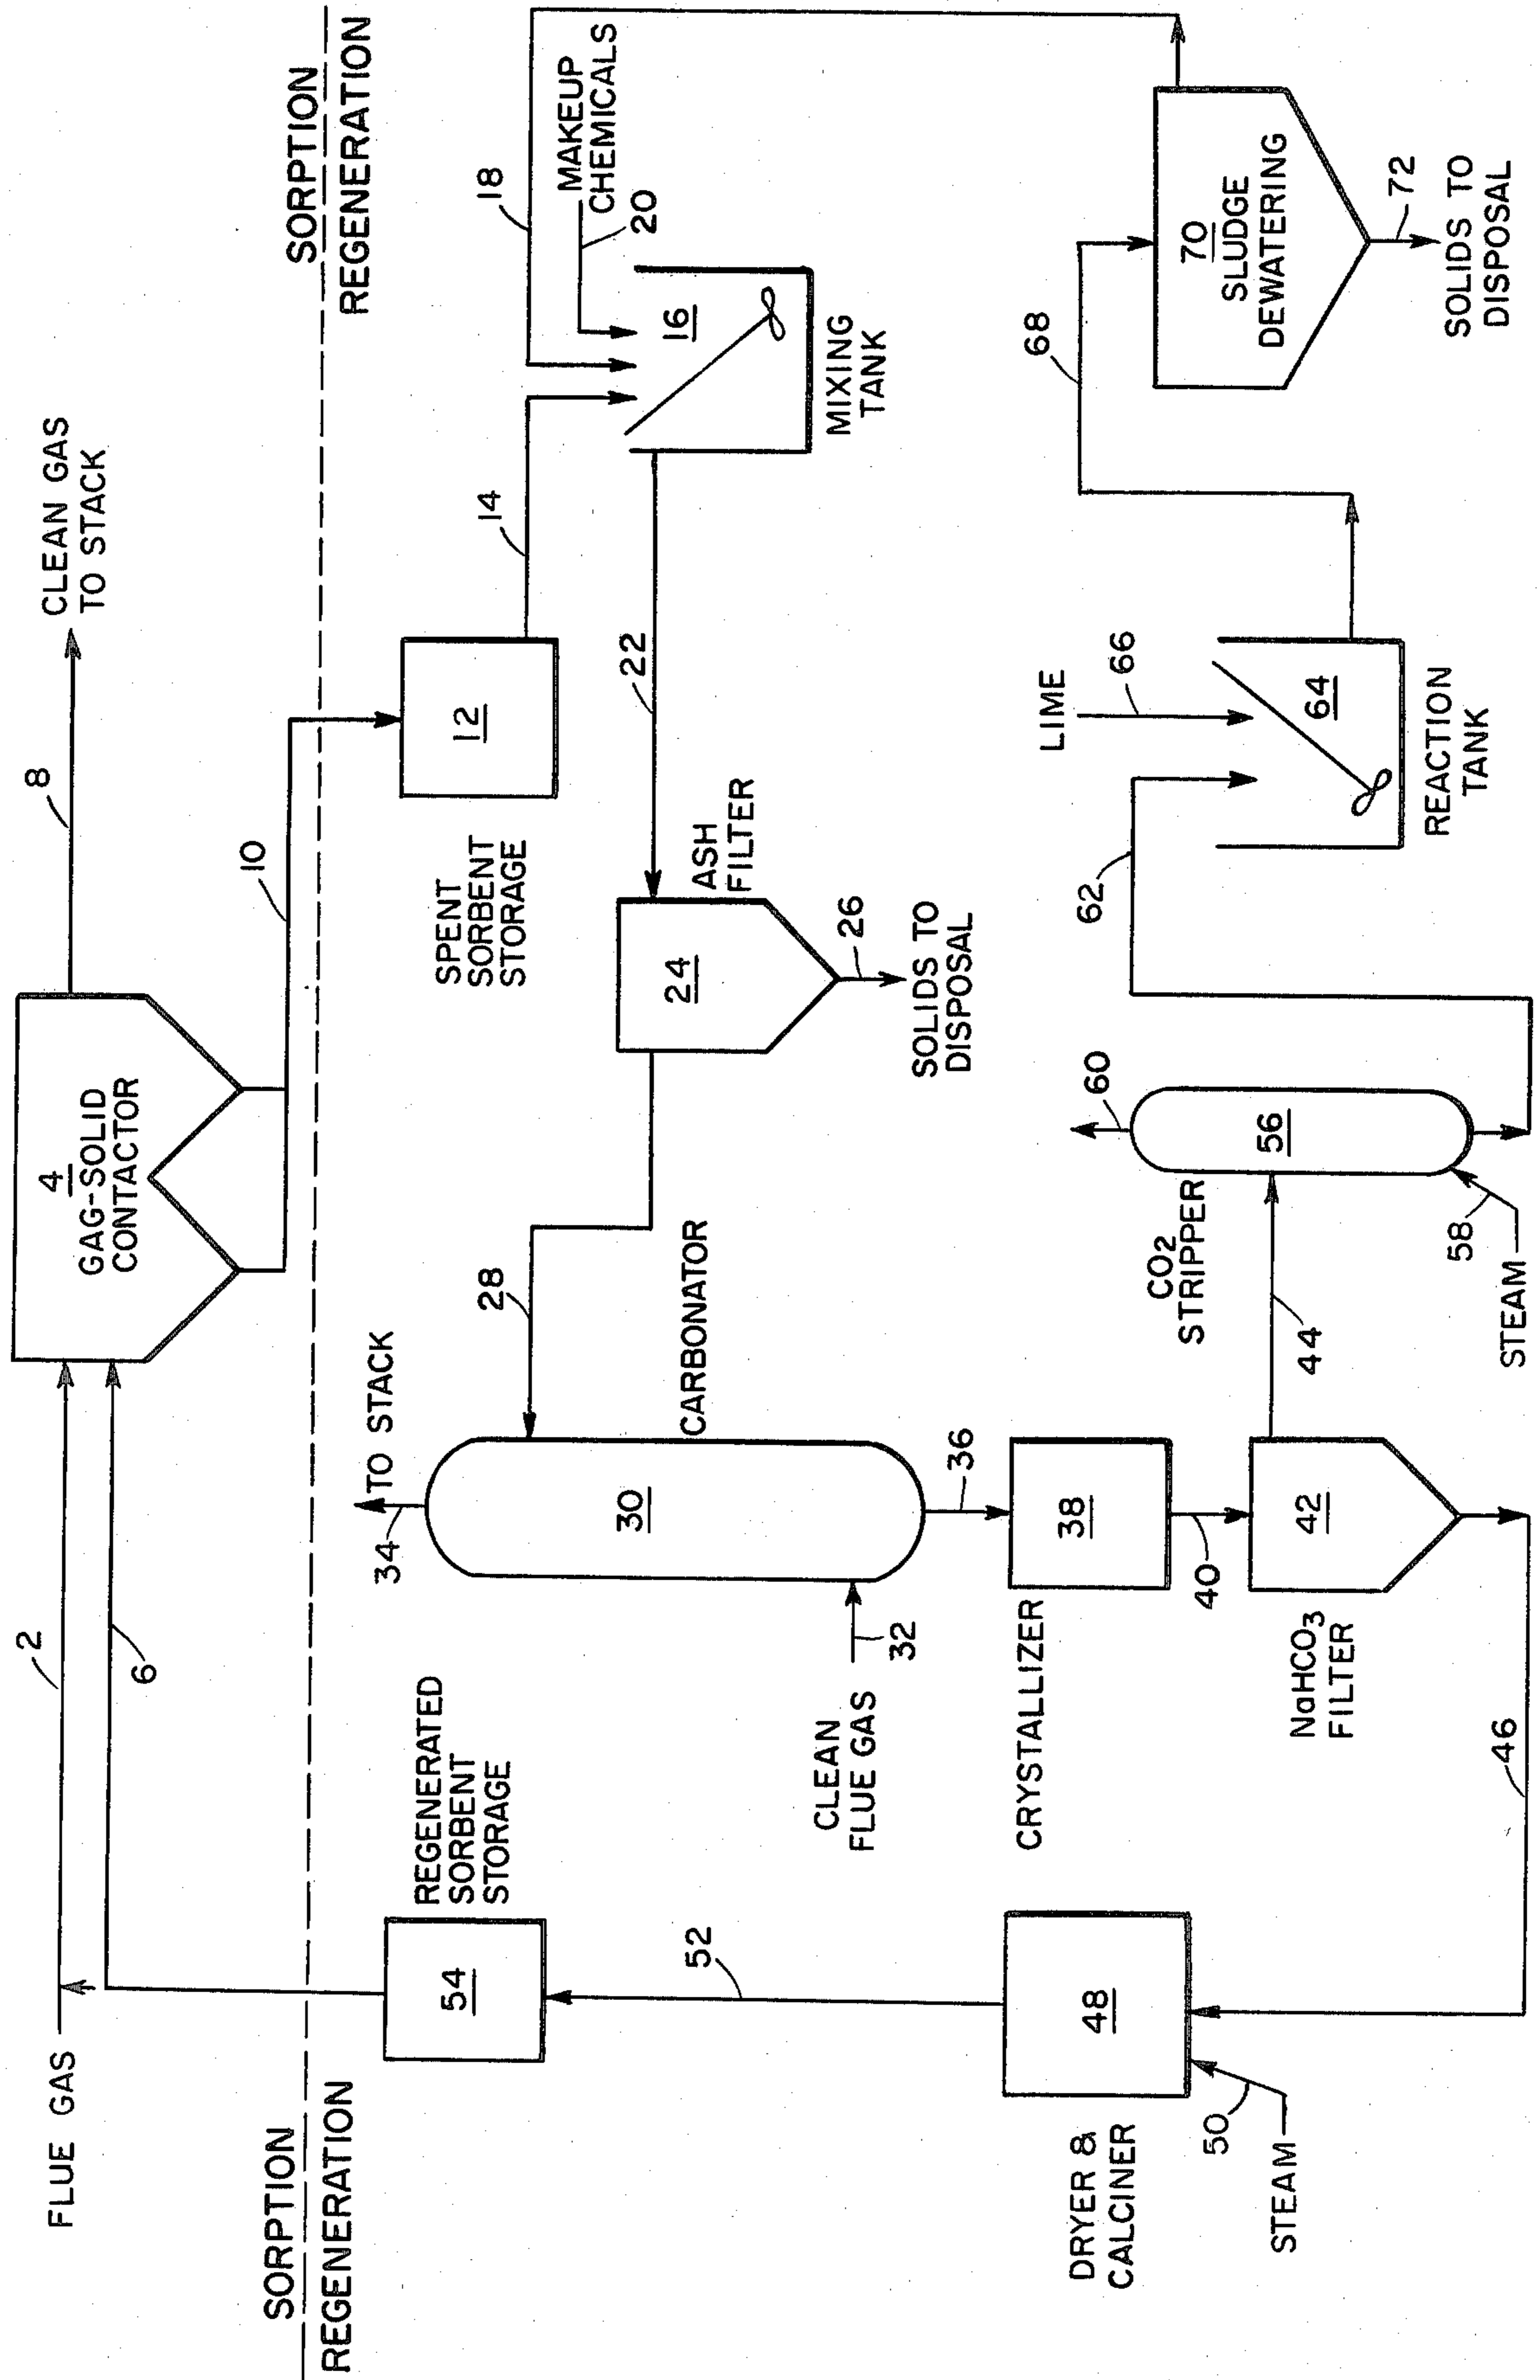 FLUE GAS
2
6
4
GAG-SOLID
CONTACTOR
8
CLEAN GAS
TO STACK
10
SORPTION
REGENERATION
SORPTION
REGENERATION
12
SPENT
SORBENT
STORAGE
14
18
MAKEUP
CHEMICALS
20
16
MIXING
TANK
22
24
ASH
FILTER
26
SOLIDS TO
DISPOSAL
28
34
TO STACK
30
CARBONATOR
32
CLEAN
FLUE GAS
36
38
CRYSTALLIZER
40
42
NaHCO3
FILTER
44
46
48
DRYER &
CALCINER
50
STEAM
52
54
REGENERATED
SORBENT
STORAGE
56
CO2
STRIPPER
58
STEAM
60
62
LIME
66
64
REACTION
TANK
68
70
SLUDGE
DEWATERING
72
SOLIDS TO
DISPOSAL